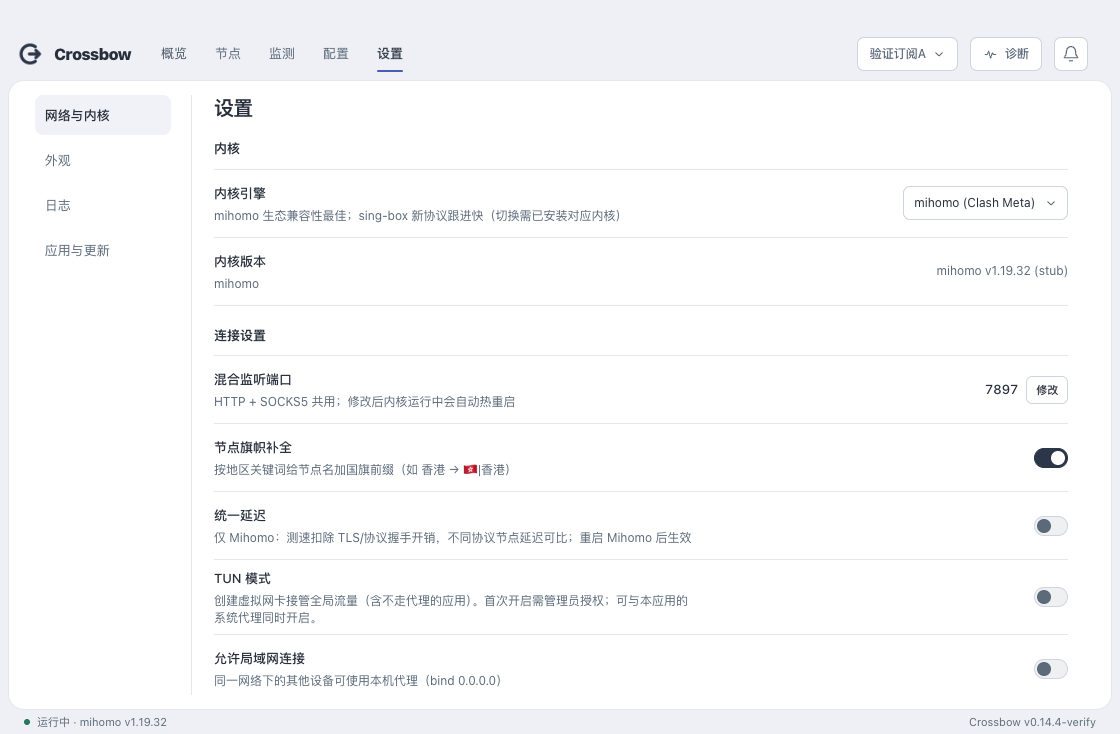 Crossbow 概览 节点 监测 配置 设置 验证订阅A 诊断
网络与内核
外观
日志
应用与更新
设置
内核
内核引擎
mihomo 生态兼容性最佳；sing-box 新协议跟进快（切换需已安装对应内核）
mihomo (Clash Meta)
内核版本
mihomo
mihomo v1.19.32 (stub)
连接设置
混合监听端口
HTTP + SOCKS5 共用；修改后内核运行中会自动热重启
7897 修改
节点旗帜补全
按地区关键词给节点名加国旗前缀（如 香港 → 🇭🇰|香港）
统一延迟
仅 Mihomo：测速扣除 TLS/协议握手开销，不同协议节点延迟可比；重启 Mihomo 后生效
TUN 模式
创建虚拟网卡接管全局流量（含不走代理的应用）。首次开启需管理员授权；可与本应用的
系统代理同时开启。
允许局域网连接
同一网络下的其他设备可使用本机代理（bind 0.0.0.0）
运行中 · mihomo v1.19.32
Crossbow v0.14.4-verify